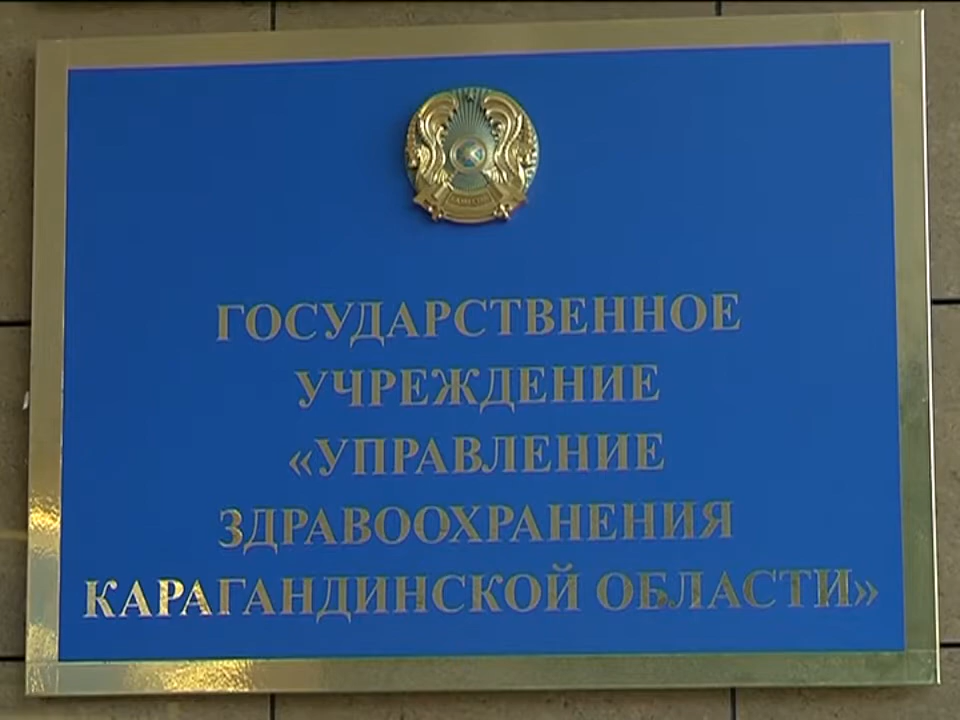 ГОСУДАРСТВЕННОЕ
УЧРЕЖДЕНИЕ
«УПРАВЛЕНИЕ
ЗДРАВООХРАНЕНИЯ
КАРАГАНДИНСКОЙ ОБЛАСТИ»